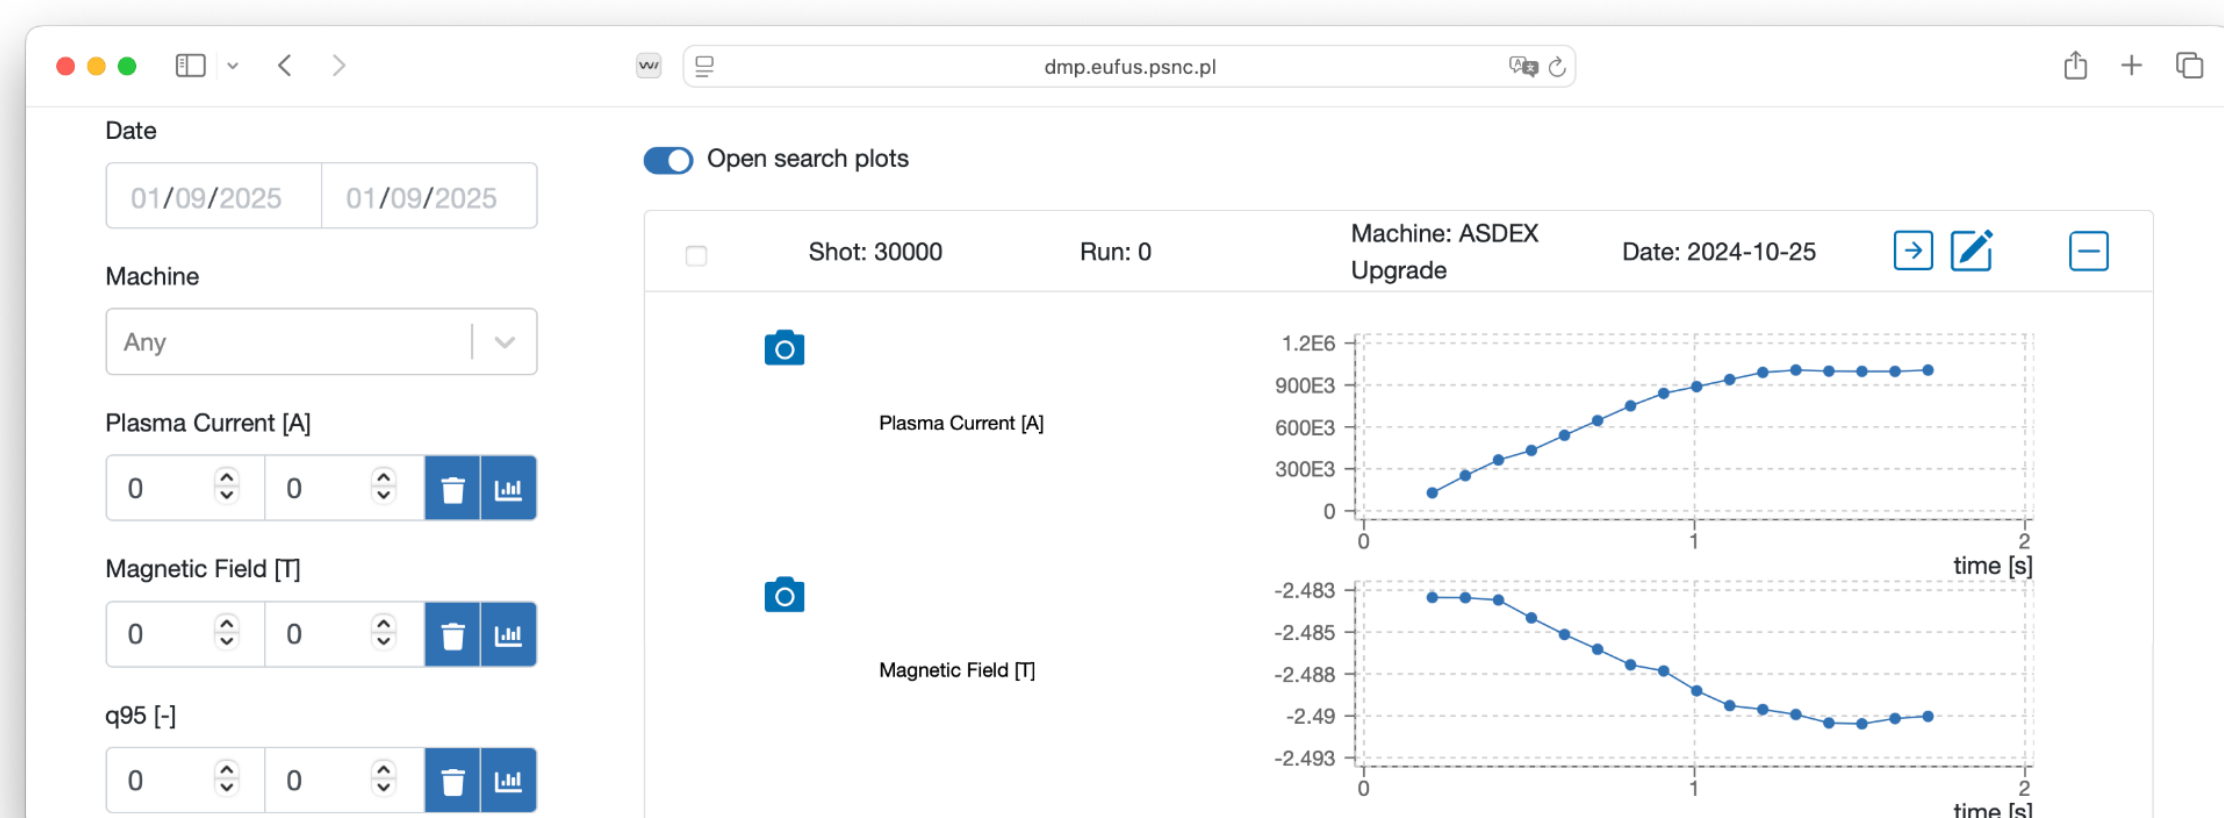 dmp.eufus.psnc.pl
Date
01/09/2025 01/09/2025
Machine
Any
Plasma Current [A]
0 0
Magnetic Field [T]
0 0
q95 [-]
0 0
Open search plots
Shot: 30000
Run: 0
Machine: ASDEX
Upgrade
Date: 2024-10-25
Plasma Current [A]
1.2E6
900E3
600E3
300E3
0
0 1 2
time [s]
Magnetic Field [T]
-2.483
-2.485
-2.488
-2.49
-2.493
0 1 2
time [s]